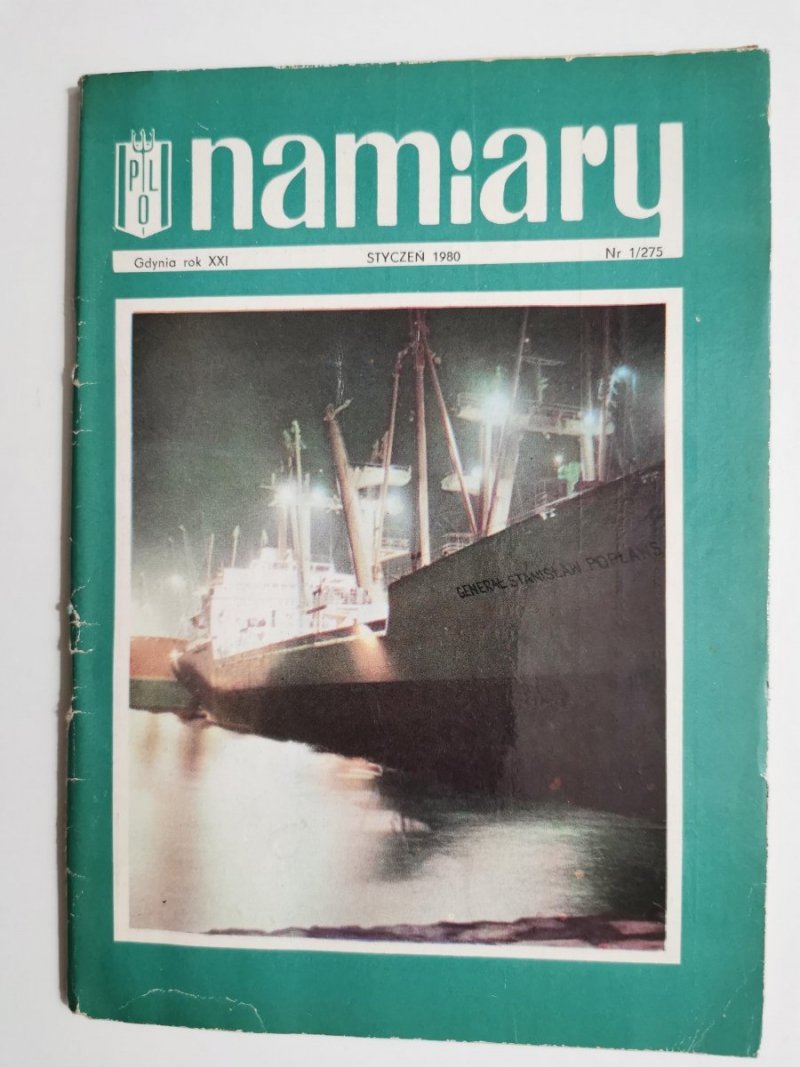 PLO
namiary
Gdynia rok XXI STYCZEŃ 1980 Nr 1/275
GENERAŁ STANISŁAW POPŁAWS